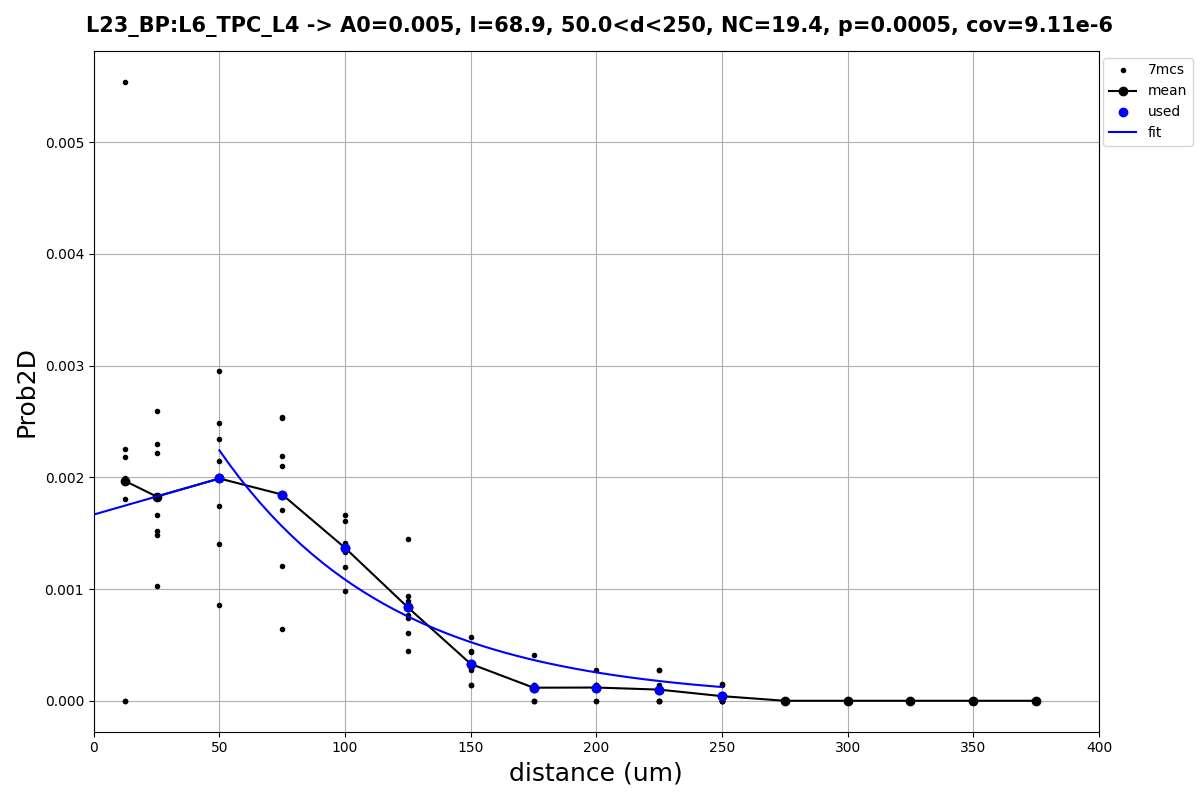 L23_BP:L6_TPC_L4 -> A0=0.005, l=68.9, 50.0<d<250, NC=19.4, p=0.0005, cov=9.11e-6
7mcs
mean
used
fit
Prob2D
0.005
0.004
0.003
0.002
0.001
0.000
0 50 100 150 200 250 300 350 400
distance (um)